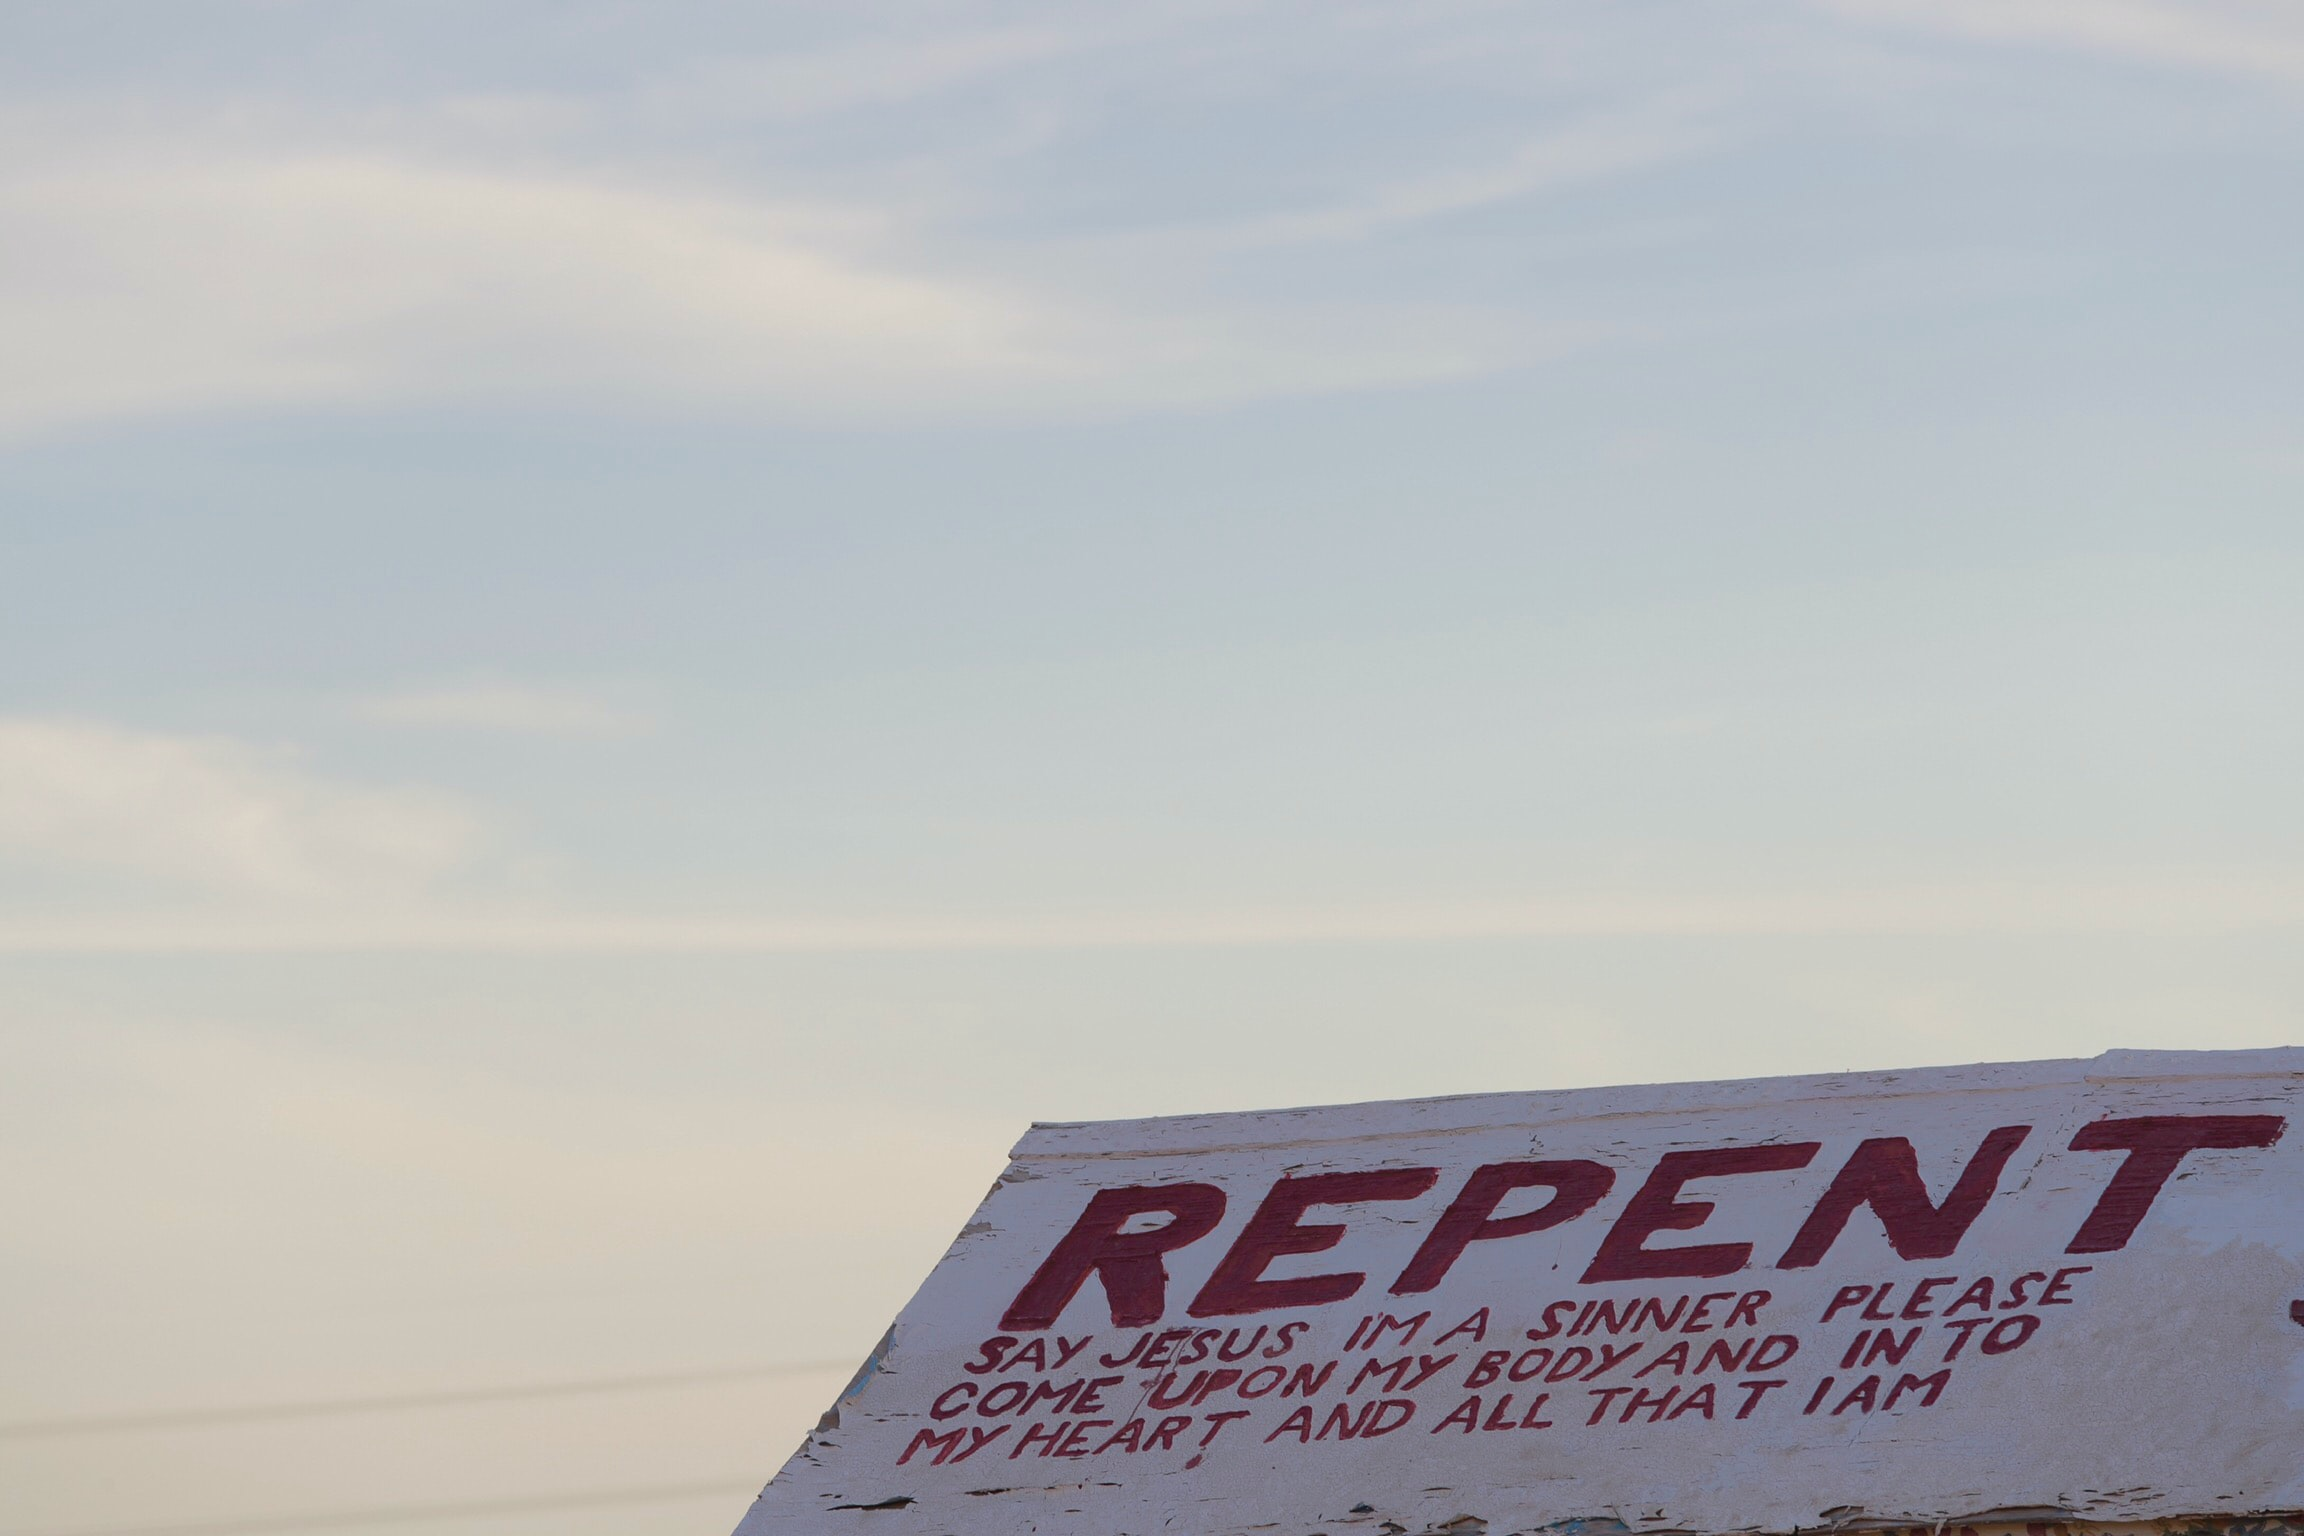 REPENT
SAY JESUS I'M A SINNER PLEASE
COME UPON MY BODY AND IN TO
MY HEART AND ALL THAT I AM